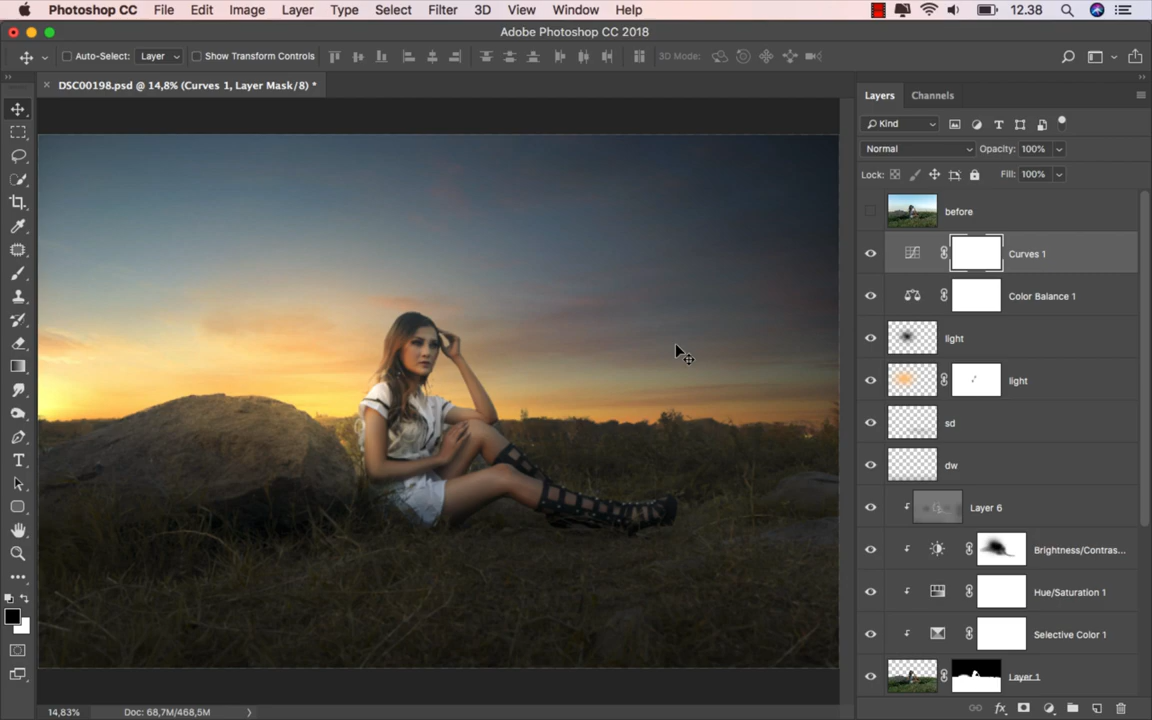 Photoshop CC File Edit Image Layer Type Select Filter 3D View Window Help 12.38
Adobe Photoshop CC 2018
Auto-Select: Layer Show Transform Controls 3D Mode:
DSC00198.psd @ 14,8% (Curves 1, Layer Mask/8) *
Layers Channels
Kind
Normal Opacity: 100%
Lock: Fill: 100%
before
Curves 1
Color Balance 1
light
light
sd
dw
Layer 6
Brightness/Contras...
Hue/Saturation 1
Selective Color 1
Layer 1
14,83% Doc: 68,7M/468,5M